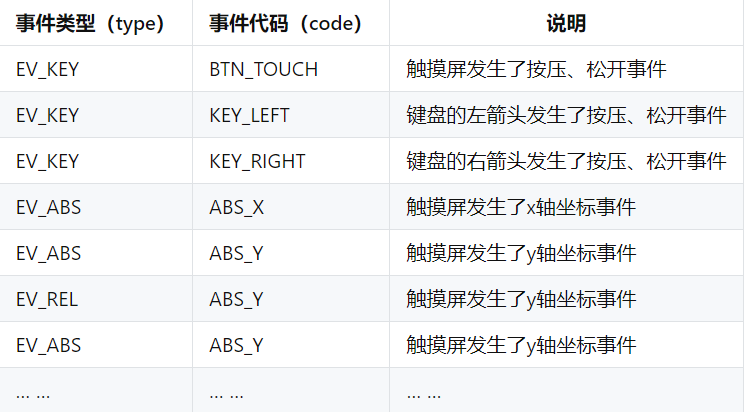 事件类型（type） 事件代码（code） 说明
EV_KEY BTN_TOUCH 触摸屏发生了按压、松开事件
EV_KEY KEY_LEFT 键盘的左箭头发生了按压、松开事件
EV_KEY KEY_RIGHT 键盘的右箭头发生了按压、松开事件
EV_ABS ABS_X 触摸屏发生了x轴坐标事件
EV_ABS ABS_Y 触摸屏发生了y轴坐标事件
EV_REL ABS_Y 触摸屏发生了y轴坐标事件
EV_ABS ABS_Y 触摸屏发生了y轴坐标事件
... ... ... ... ... ...